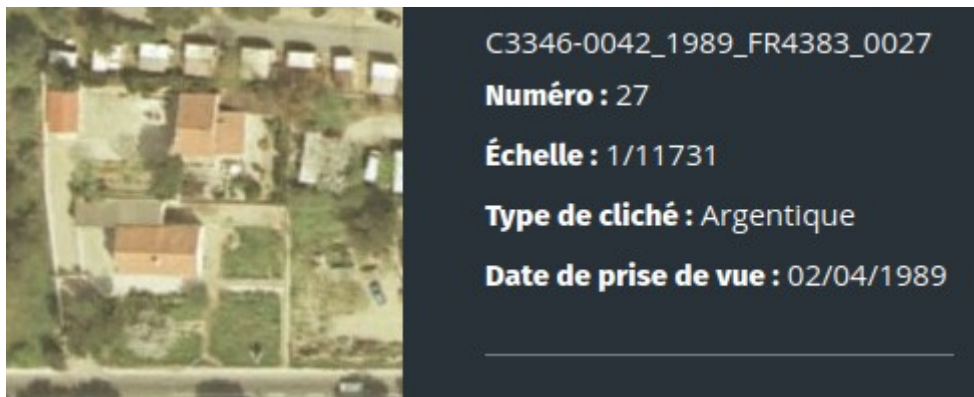 C3346-0042_1989_FR4383_0027
Numéro : 27
Échelle : 1/11731
Type de cliché : Argentique
Date de prise de vue : 02/04/1989